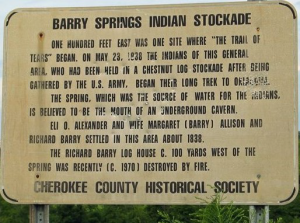 BARRY SPRINGS INDIAN STOCKADE
ONE HUNDRED FEET EAST WAS ONE SITE WHERE "THE TRAIL OF
TEARS" BEGAN. ON MAY, 23, 1838 THE INDIANS OF THIS GENERAL
AREA, WHO HAD BEEN HELD IN A CHESTNUT LOG STOCKADE AFTER BEING
GATHERED BY THE U.S. ARMY, BEGAN THEIR LONG TREK TO
THE SPRING, WHICH WAS THE SOURCE OF WATER FOR THE INDIANS,
IS BELIEVED TO BE THE MOUTH OF AN UNDERGROUND CAVERN.
ELI D. ALEXANDER AND WIFE MARGARET (BARRY) ALLISON AND
RICHARD BARRY SETTLED IN THIS AREA ABOUT 1838.
THE RICHARD BARRY LOG HOUSE C. 100 YARDS WEST OF THE
SPRING WAS RECENTLY (C. 1970) DESTROYED BY FIRE.
CHEROKEE COUNTY HISTORICAL SOCIETY